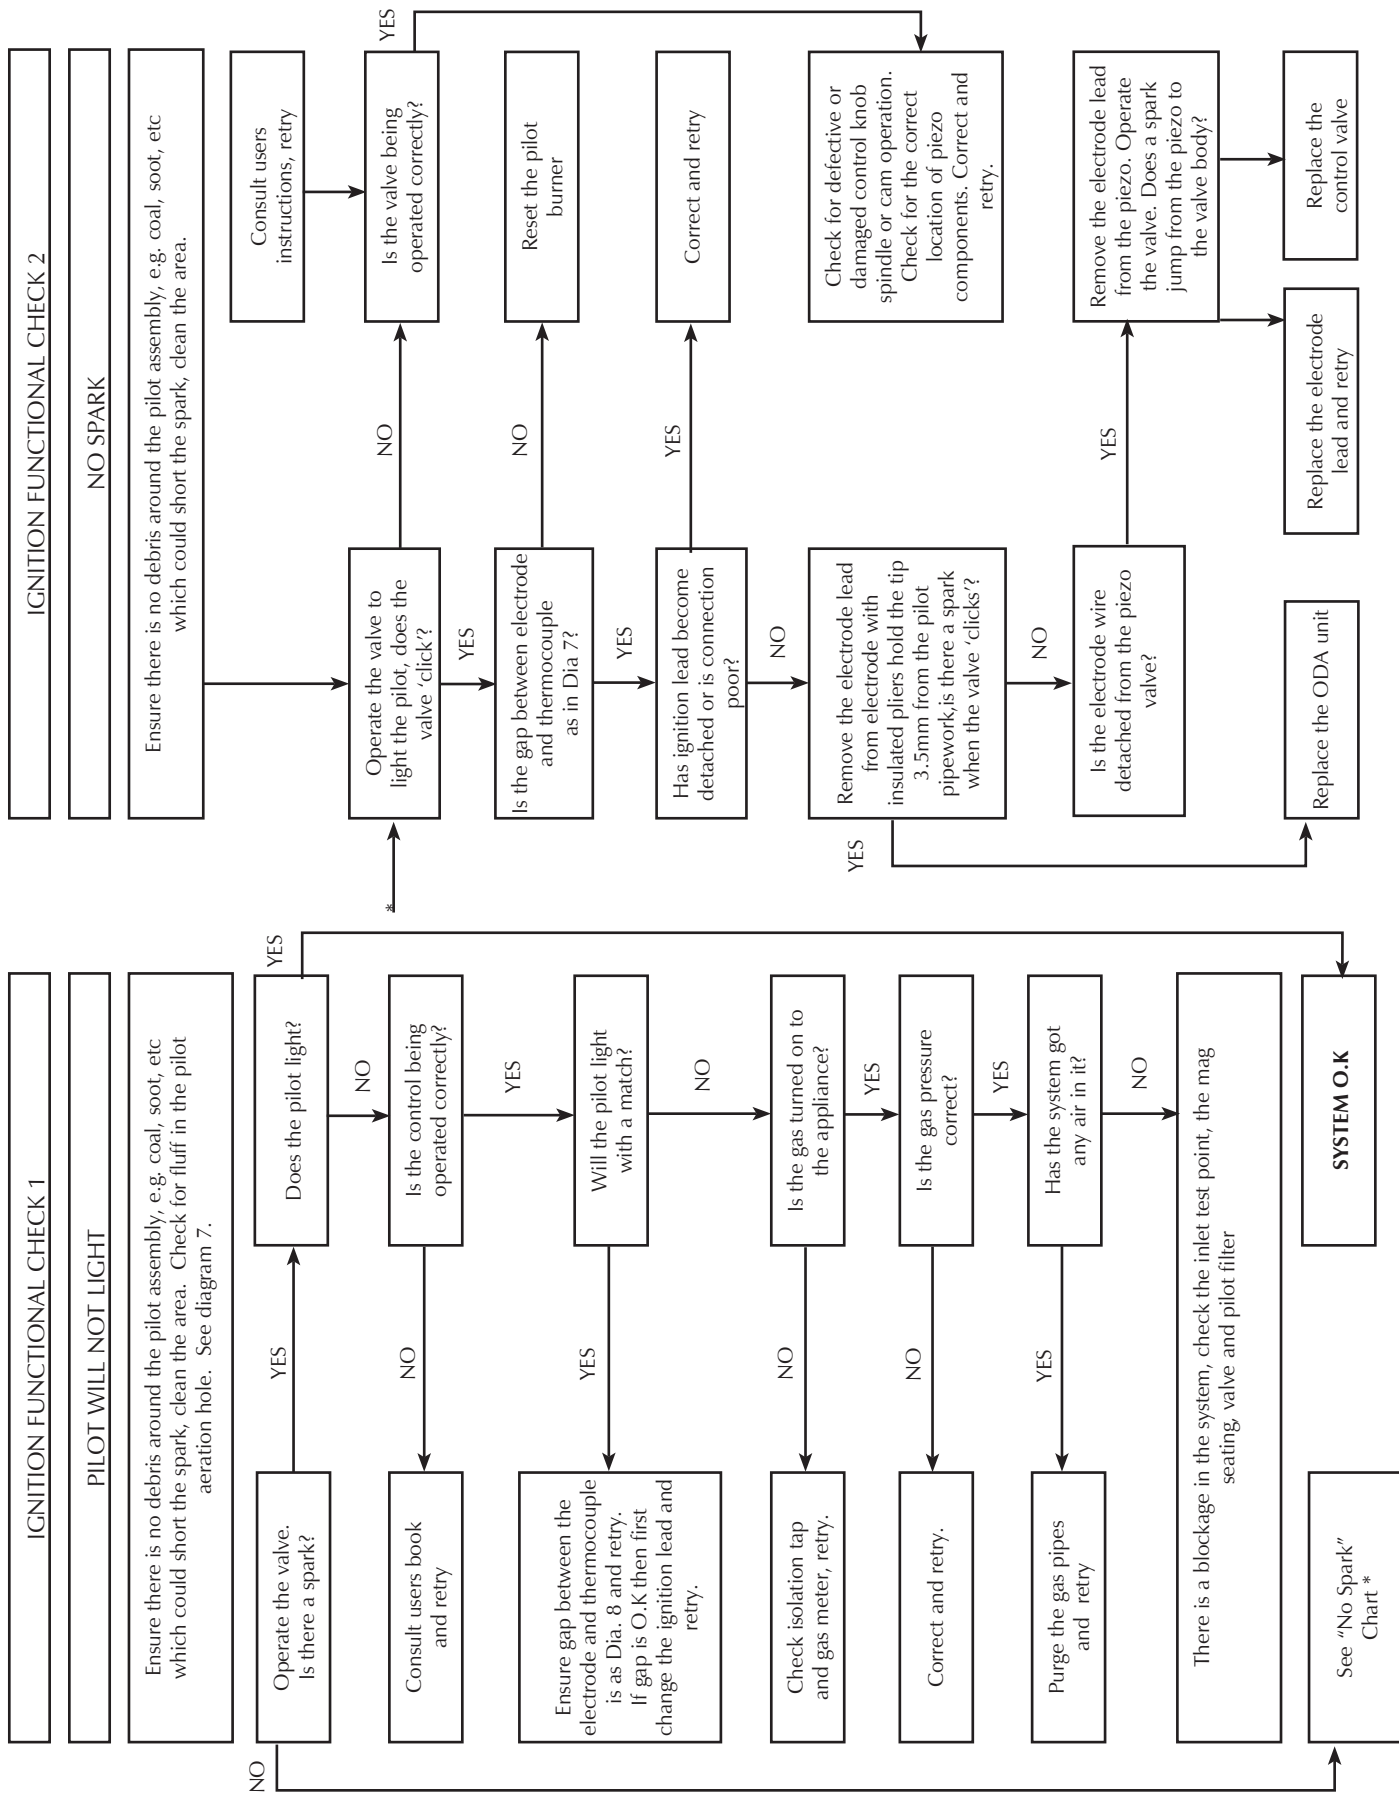 IGNITION FUNCTIONAL CHECK 1
PILOT WILL NOT LIGHT
Ensure there is no debris around the pilot assembly, e.g. coal, soot, etc
which could short the spark, clean the area. Check for fluff in the pilot
aeration hole. See diagram 7.
NO
Operate the valve.
Is there a spark?
YES
Does the pilot light?
YES
NO
Consult users book
and retry
NO
Is the control being
operated correctly?
YES
Ensure gap between the
electrode and thermocouple
is as Dia. 8 and retry.
If gap is O.K then first
change the ignition lead and
retry.
YES
Will the pilot light
with a match?
NO
Check isolation tap
and gas meter, retry.
NO
Is the gas turned on to
the appliance?
YES
Correct and retry.
NO
Is the gas pressure
correct?
YES
Purge the gas pipes
and retry
YES
Has the system got
any air in it?
NO
There is a blockage in the system, check the inlet test point, the mag
seating, valve and pilot filter
See “No Spark”
Chart *
SYSTEM O.K
IGNITION FUNCTIONAL CHECK 2
NO SPARK
Ensure there is no debris around the pilot assembly, e.g. coal, soot, etc
which could short the spark, clean the area.
Consult users
instructions, retry
*
Operate the valve to
light the pilot, does the
valve ‘click’?
NO
Is the valve being
operated correctly?
YES
YES
Is the gap between electrode
and thermocouple
as in Dia 7?
NO
Reset the pilot
burner
YES
Has ignition lead become
detached or is connection
poor?
YES
Correct and retry
NO
Remove the electrode lead
from electrode with
insulated pliers hold the tip
3.5mm from the pilot
pipework,is there a spark
when the valve ‘clicks’?
Check for defective or
damaged control knob
spindle or cam operation.
Check for the correct
location of piezo
components. Correct and
retry.
YES
NO
Is the electrode wire
detached from the piezo
valve?
YES
Remove the electrode lead
from the piezo. Operate
the valve. Does a spark
jump from the piezo to
the valve body?
Replace the ODA unit
Replace the electrode
lead and retry
Replace the
control valve